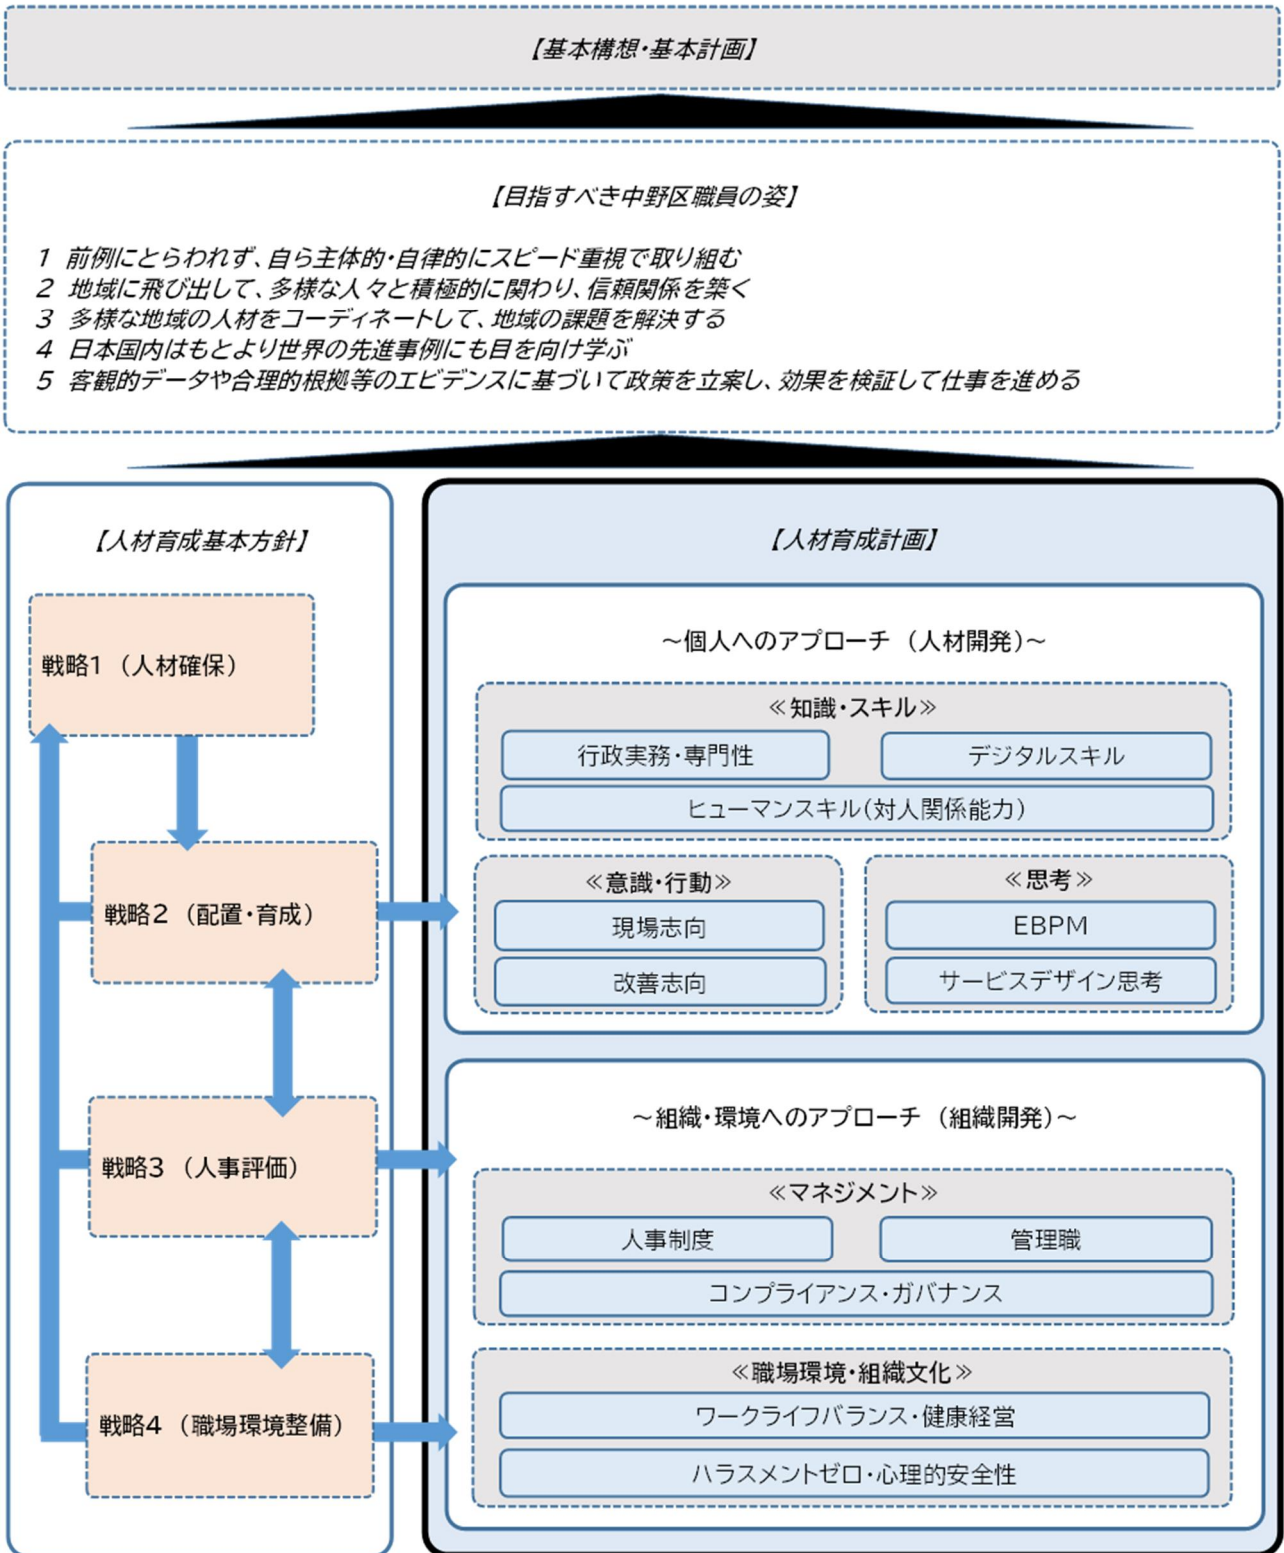 【基本構想・基本計画】
【目指すべき中野区職員の姿】
1 前例にとらわれず、自ら主体的・自律的にスピード重視で取り組む
2 地域に飛び出して、多様な人々と積極的に関わり、信頼関係を築く
3 多様な地域の人材をコーディネートして、地域の課題を解決する
4 日本国内はもとより世界の先進事例にも目を向け学ぶ
5 客観的データや合理的根拠等のエビデンスに基づいて政策を立案し、効果を検証して仕事を進める
【人材育成基本方針】
戦略1（人材確保）
戦略2（配置・育成）
戦略3（人事評価）
戦略4（職場環境整備）
【人材育成計画】
～個人へのアプローチ（人材開発）～
≪知識・スキル≫
行政実務・専門性
デジタルスキル
ヒューマンスキル（対人関係能力）
≪意識・行動≫
現場志向
改善志向
≪思考≫
EBPM
サービスデザイン思考
～組織・環境へのアプローチ（組織開発）～
≪マネジメント≫
人事制度
管理職
コンプライアンス・ガバナンス
≪職場環境・組織文化≫
ワークライフバランス・健康経営
ハラスメントゼロ・心理的安全性